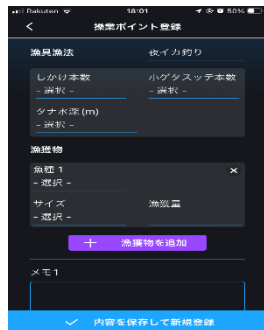 Rakuten 18:01 50%
操業ポイント登録
漁具漁法 夜イカ釣り
しかけ本数 小ゲタスッテ本数
- 選択 - - 選択 -
タナ水深(m)
- 選択 -
漁獲物
魚種 1
- 選択 -
サイズ 漁獲量
- 選択 -
漁獲物を追加
メモ1
内容を保存して新規登録